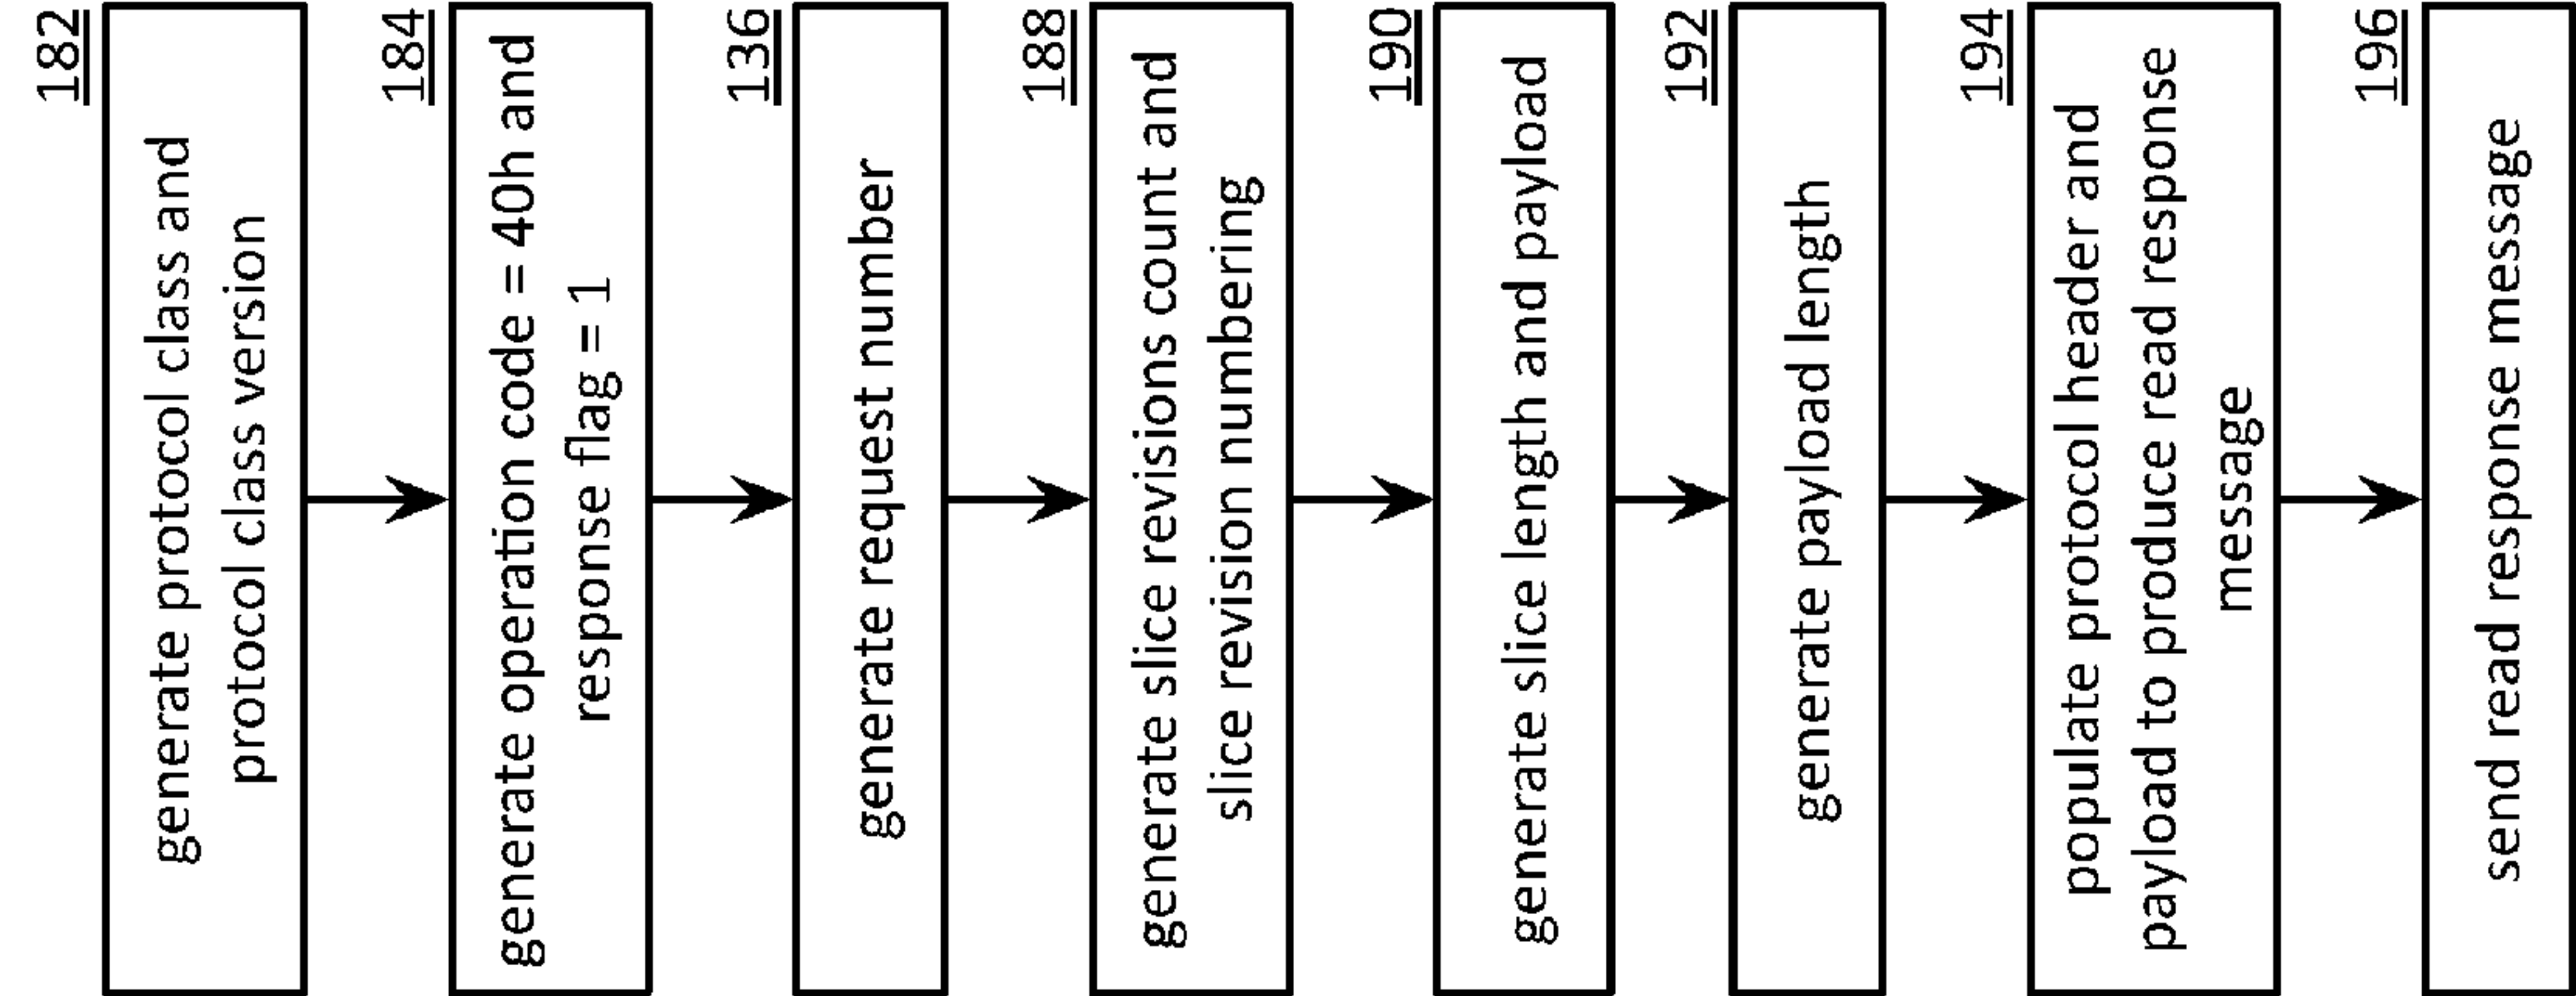 182
generate protocol class and
protocol class version
184
generate operation code = 40h and
response flag = 1
136
generate request number
188
generate slice revisions count and
slice revision numbering
190
generate slice length and payload
192
generate payload length
194
populate protocol header and
payload to produce read response
message
196
send read response message